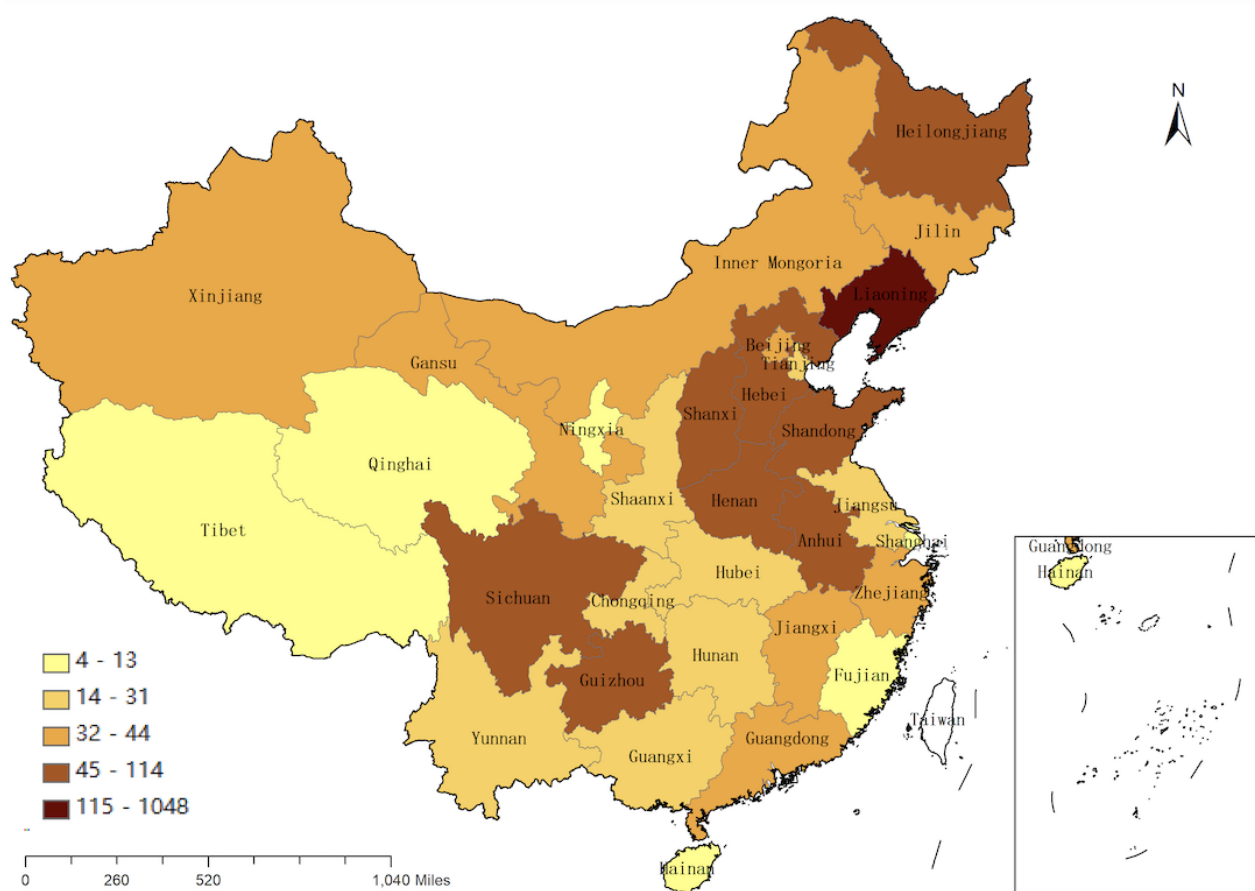 N
Heilongjiang
Jilin
Inner Mongoria
Liaoning
Xinjiang
Beijing
Tianjing
Gansu
Hebei
Shanxi
Shandong
Ningxia
Qinghai
Shaanxi
Henan
Jiangsu
Tibet
Anhui
Shanghai
Hubei
Zhejiang
Sichuan
Chongqing
Jiangxi
Hunan
Guizhou
Fujian
Taiwan
Yunnan
Guangxi
Guangdong
Hainan
Guangdong
Hainan
4 - 13
14 - 31
32 - 44
45 - 114
115 - 1048
0 260 520 1,040 Miles